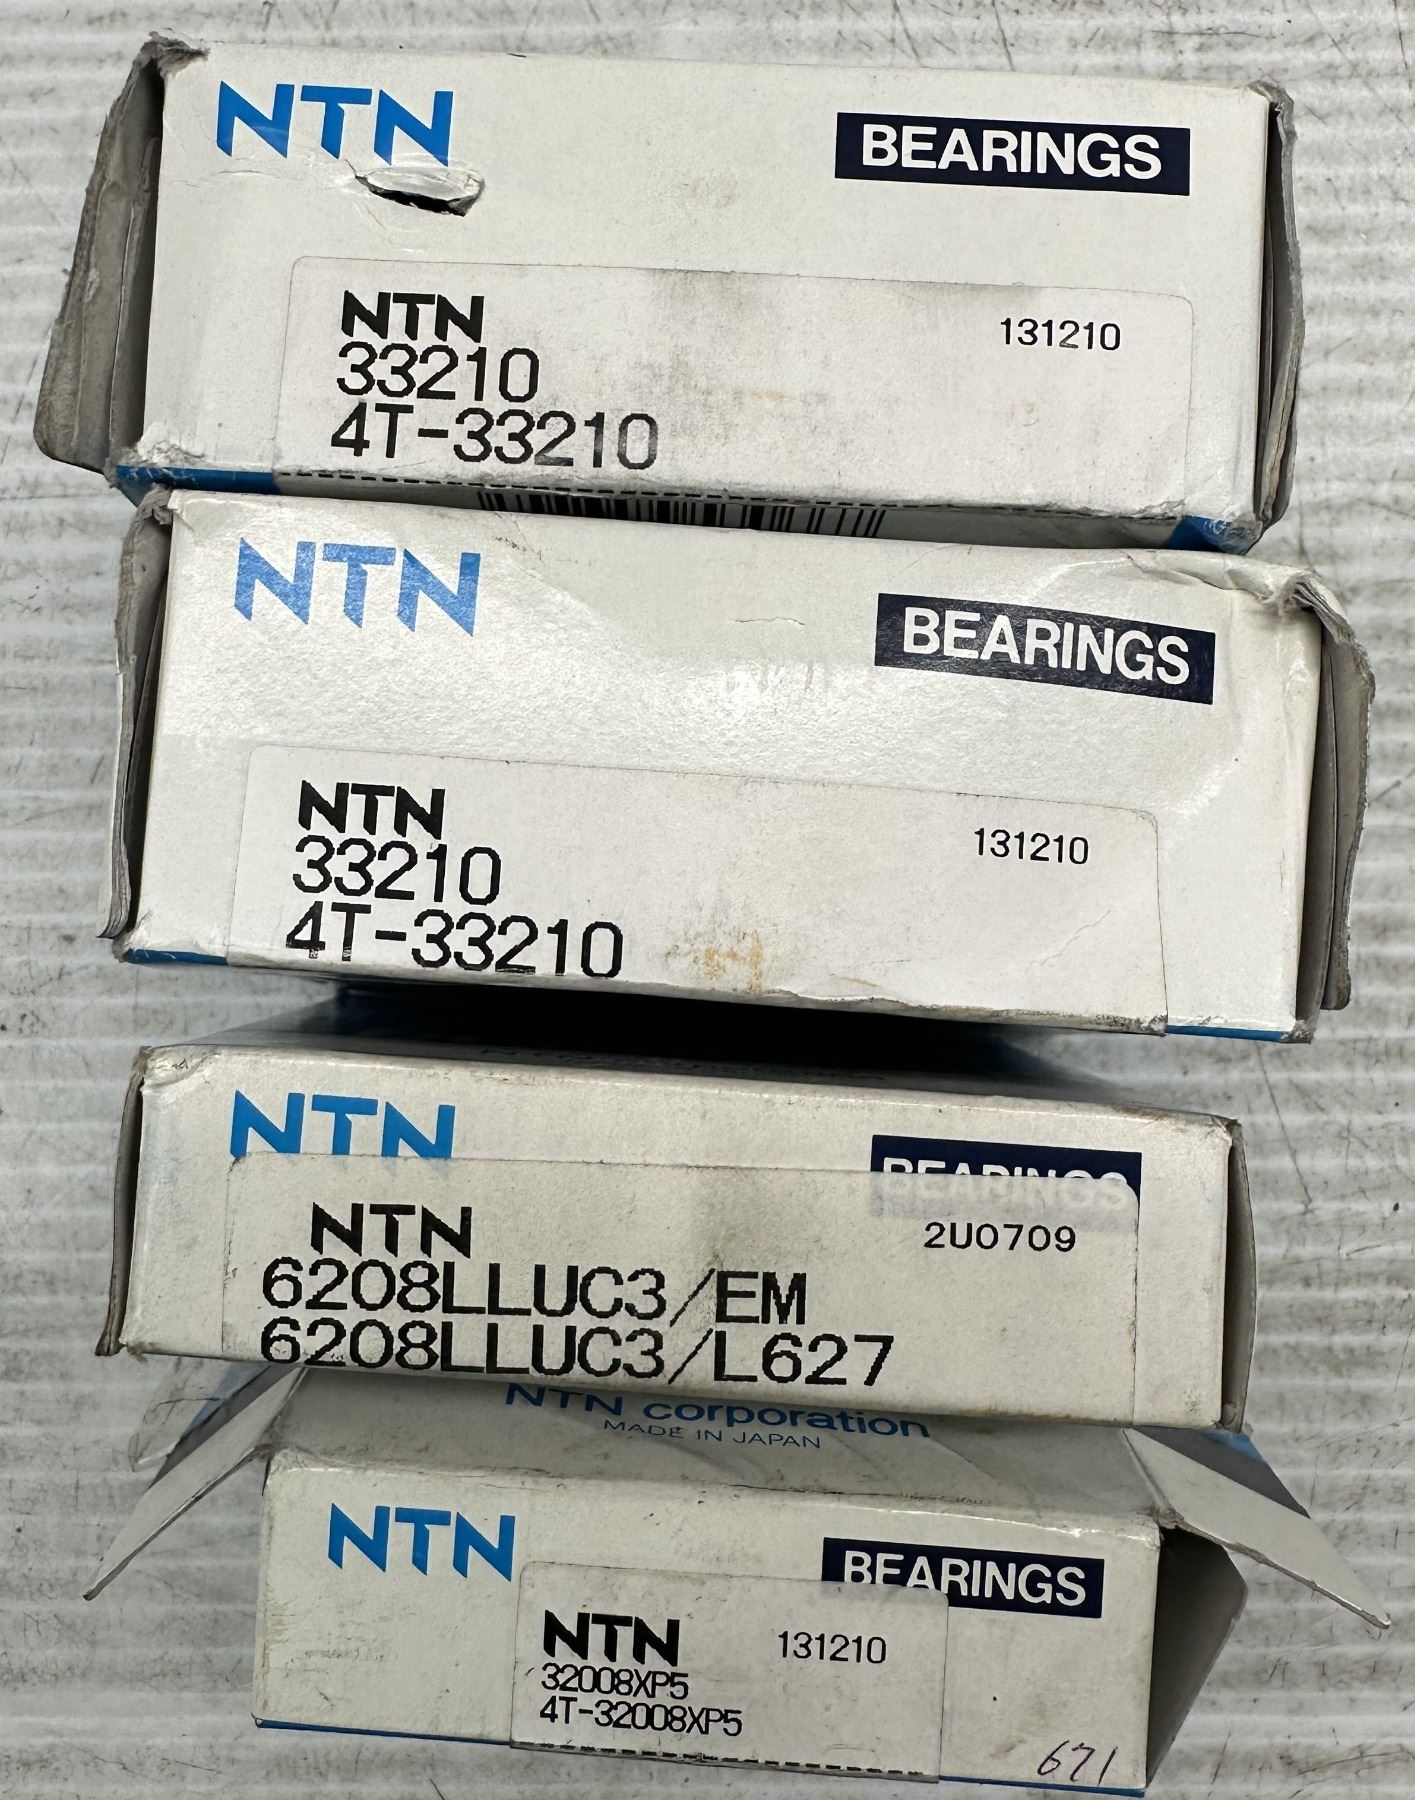 NTN BEARINGS
NTN 131210
33210
4T-33210
NTN BEARINGS
NTN 131210
33210
4T-33210
NTN BEARINGS
NTN 2U0709
6208LLUC3/EM
6208LLUC3/L627
NTN corporation
MADE IN JAPAN
NTN BEARINGS
NTN 131210
32008XP5
4T-32008XP5
671